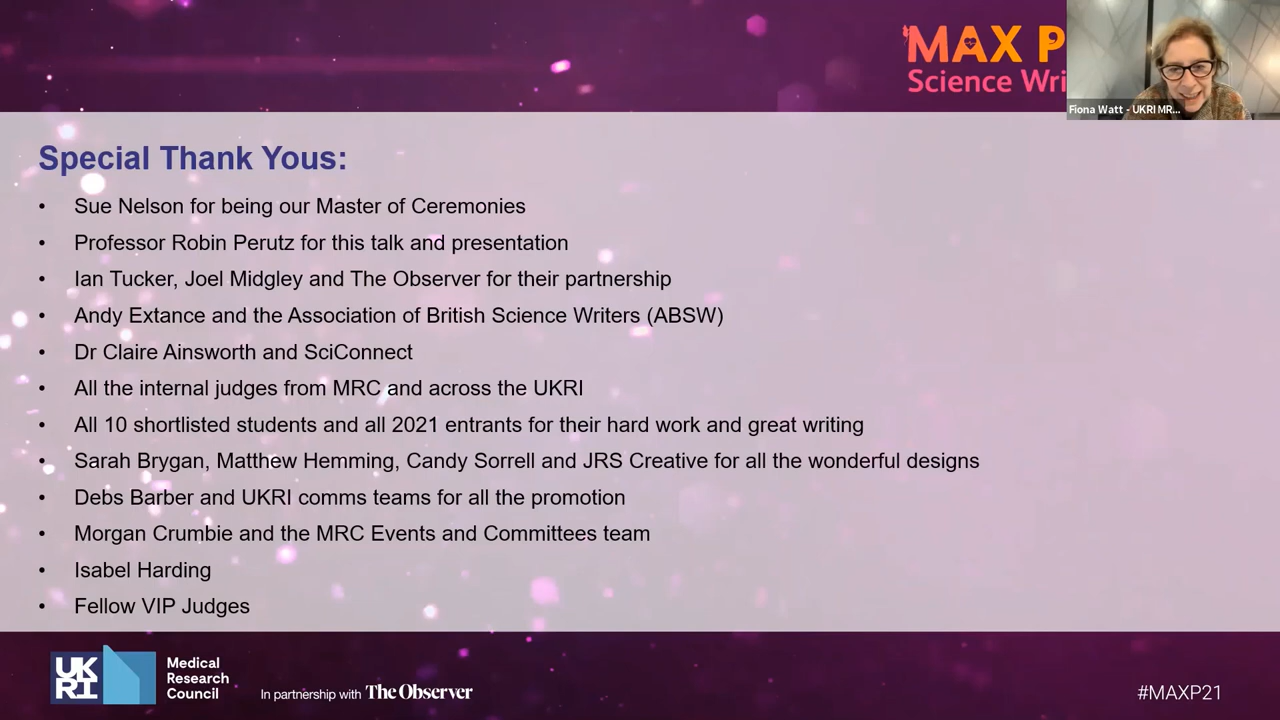 MAX P
Science Wri
Fiona Watt - UKRI MR...
Special Thank Yous:
• Sue Nelson for being our Master of Ceremonies
• Professor Robin Perutz for this talk and presentation
• Ian Tucker, Joel Midgley and The Observer for their partnership
• Andy Extance and the Association of British Science Writers (ABSW)
• Dr Claire Ainsworth and SciConnect
• All the internal judges from MRC and across the UKRI
• All 10 shortlisted students and all 2021 entrants for their hard work and great writing
• Sarah Brygan, Matthew Hemming, Candy Sorrell and JRS Creative for all the wonderful designs
• Debs Barber and UKRI comms teams for all the promotion
• Morgan Crumbie and the MRC Events and Committees team
• Isabel Harding
• Fellow VIP Judges
UK
RI
Medical
Research
Council
In partnership with The Observer
#MAXP21